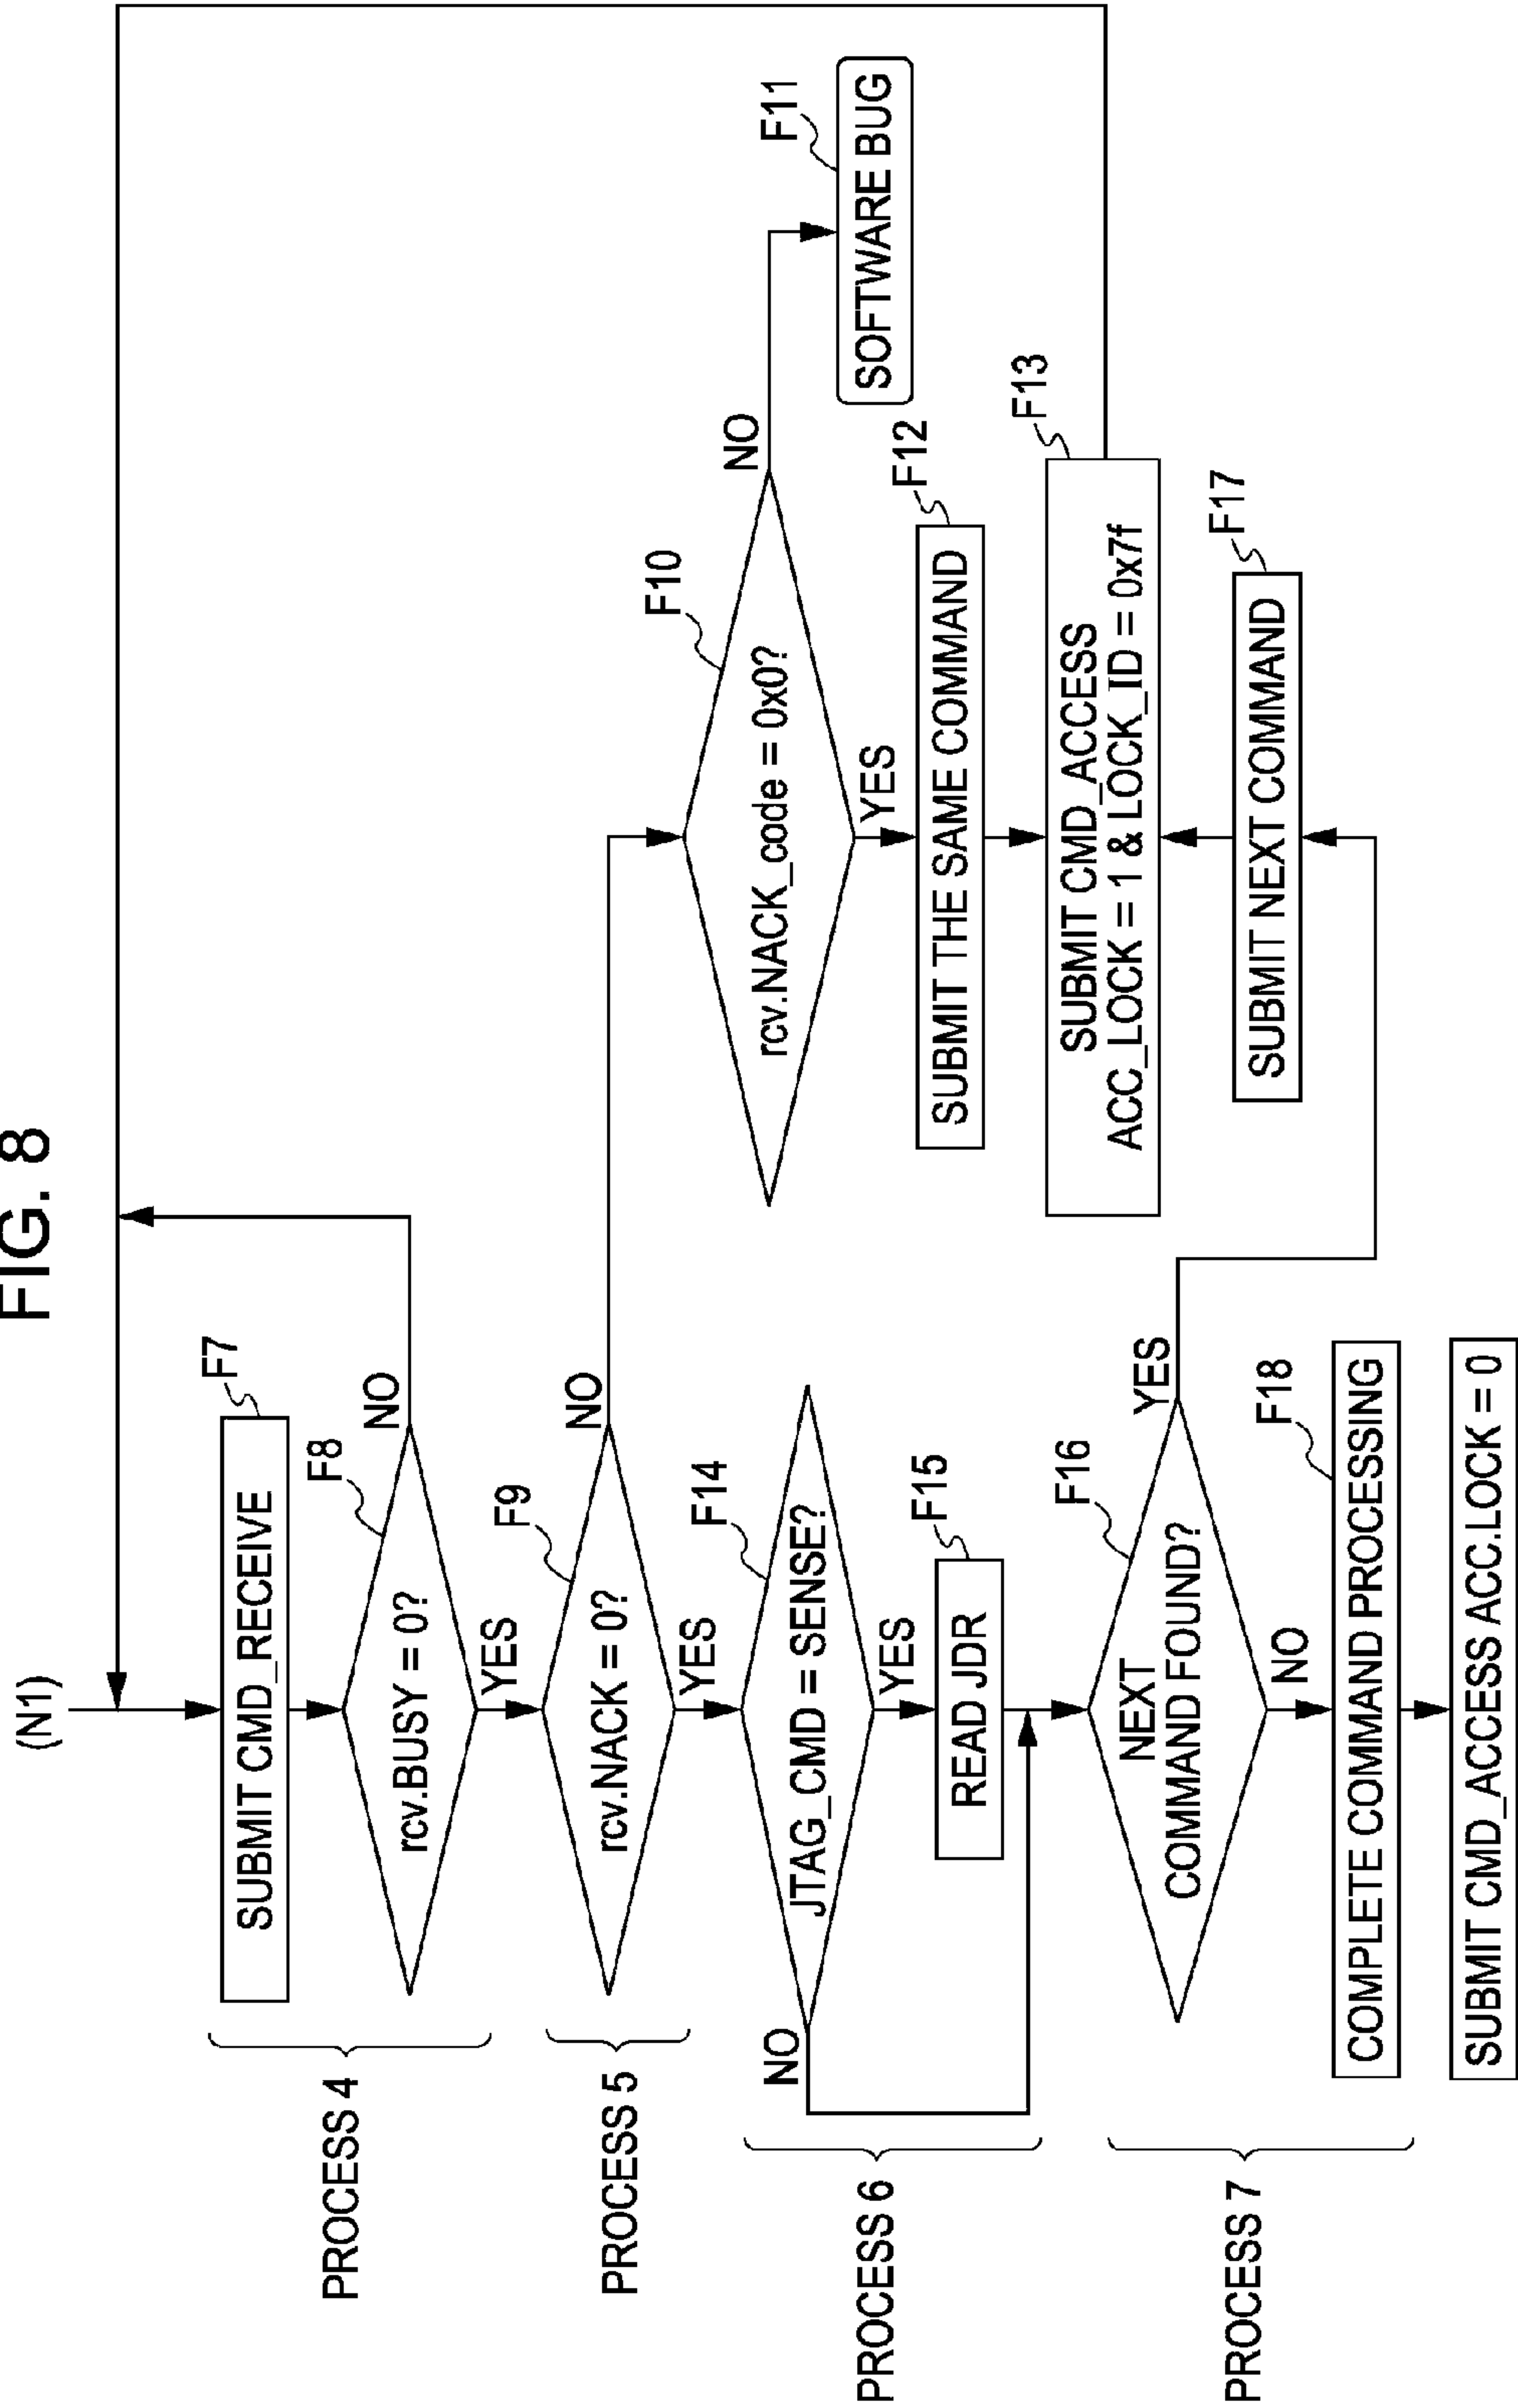 FIG. 8
(N1)
PROCESS 4
SUBMIT CMD_RECEIVE
F7
rcv.BUSY = 0?
F8
NO
YES
PROCESS 5
rcv.NACK = 0?
F9
NO
YES
rcv.NACK_code = 0x0?
F10
NO
YES
SOFTWARE BUG
F11
SUBMIT THE SAME COMMAND
F12
SUBMIT CMD_ACCESS
ACC_LOCK = 1 & LOCK_ID = 0x7f
F13
PROCESS 6
JTAG_CMD = SENSE?
F14
NO
YES
READ JDR
F15
PROCESS 7
NEXT
COMMAND FOUND?
F16
YES
NO
SUBMIT NEXT COMMAND
F17
COMPLETE COMMAND PROCESSING
F18
SUBMIT CMD_ACCESS ACC.LOCK = 0